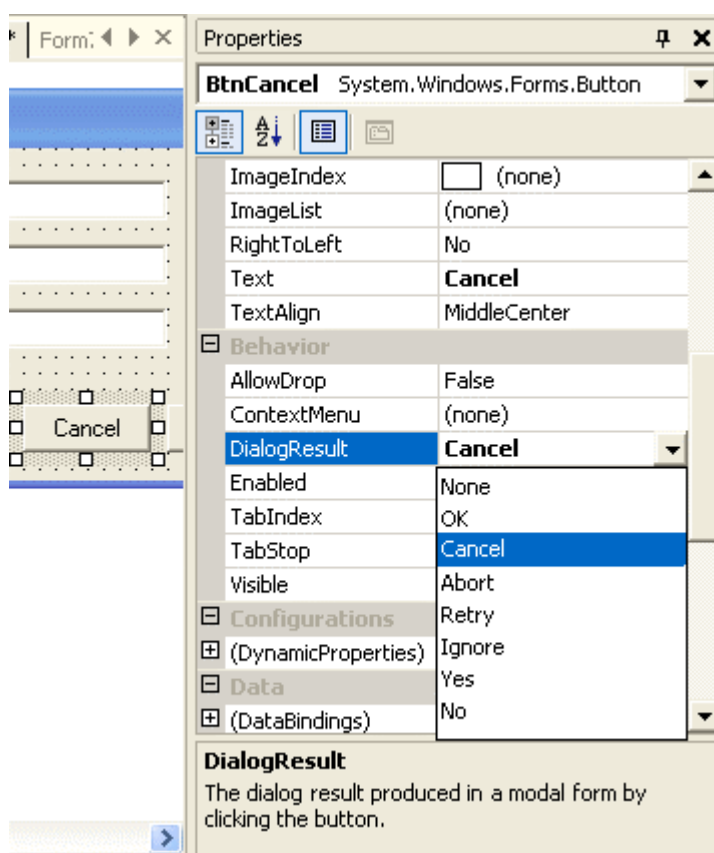 * Form:
Cancel
Properties
BtnCancel System.Windows.Forms.Button
ImageIndex (none)
ImageList (none)
RightToLeft No
Text Cancel
TextAlign MiddleCenter
Behavior
AllowDrop False
ContextMenu (none)
DialogResult Cancel
Enabled
TabIndex
TabStop
Visible
Configurations
(DynamicProperties)
Data
(DataBindings)
None
OK
Cancel
Abort
Retry
Ignore
Yes
No
DialogResult
The dialog result produced in a modal form by
clicking the button.